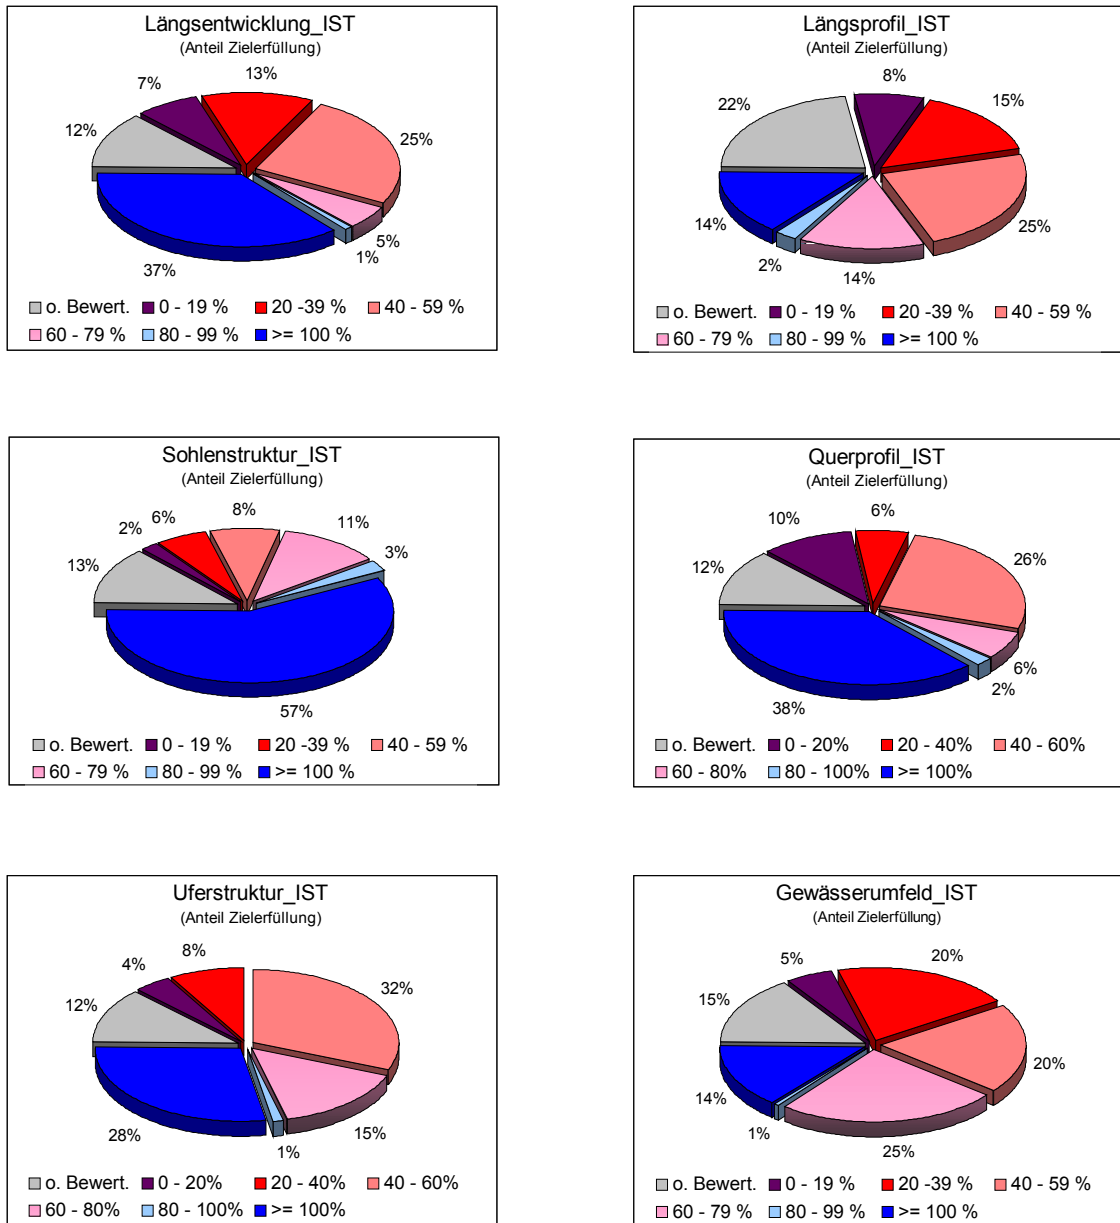 Längsentwicklung_IST
(Anteil Zielerfüllung)
13%
7%
25%
12%
5%
1%
37%
o. Bewert. 0 - 19 % 20 -39 % 40 - 59 %
60 - 79 % 80 - 99 % >= 100 %
Längsprofil_IST
(Anteil Zielerfüllung)
8%
22%
15%
14%
25%
2%
14%
o. Bewert. 0 - 19 % 20 -39 % 40 - 59 %
60 - 79 % 80 - 99 % >= 100 %
Sohlenstruktur_IST
(Anteil Zielerfüllung)
8%
11%
2%
6%
3%
13%
57%
o. Bewert. 0 - 19 % 20 -39 % 40 - 59 %
60 - 79 % 80 - 99 % >= 100 %
Querprofil_IST
(Anteil Zielerfüllung)
6%
10%
26%
12%
6%
2%
38%
o. Bewert. 0 - 20% 20 - 40% 40 - 60%
60 - 80% 80 - 100% >= 100%
Uferstruktur_IST
(Anteil Zielerfüllung)
8%
4%
32%
12%
15%
28%
1%
o. Bewert. 0 - 20% 20 - 40% 40 - 60%
60 - 80% 80 - 100% >= 100%
Gewässerumfeld_IST
(Anteil Zielerfüllung)
20%
5%
15%
20%
14%
1%
25%
o. Bewert. 0 - 19 % 20 -39 % 40 - 59 %
60 - 79 % 80 - 99 % >= 100 %